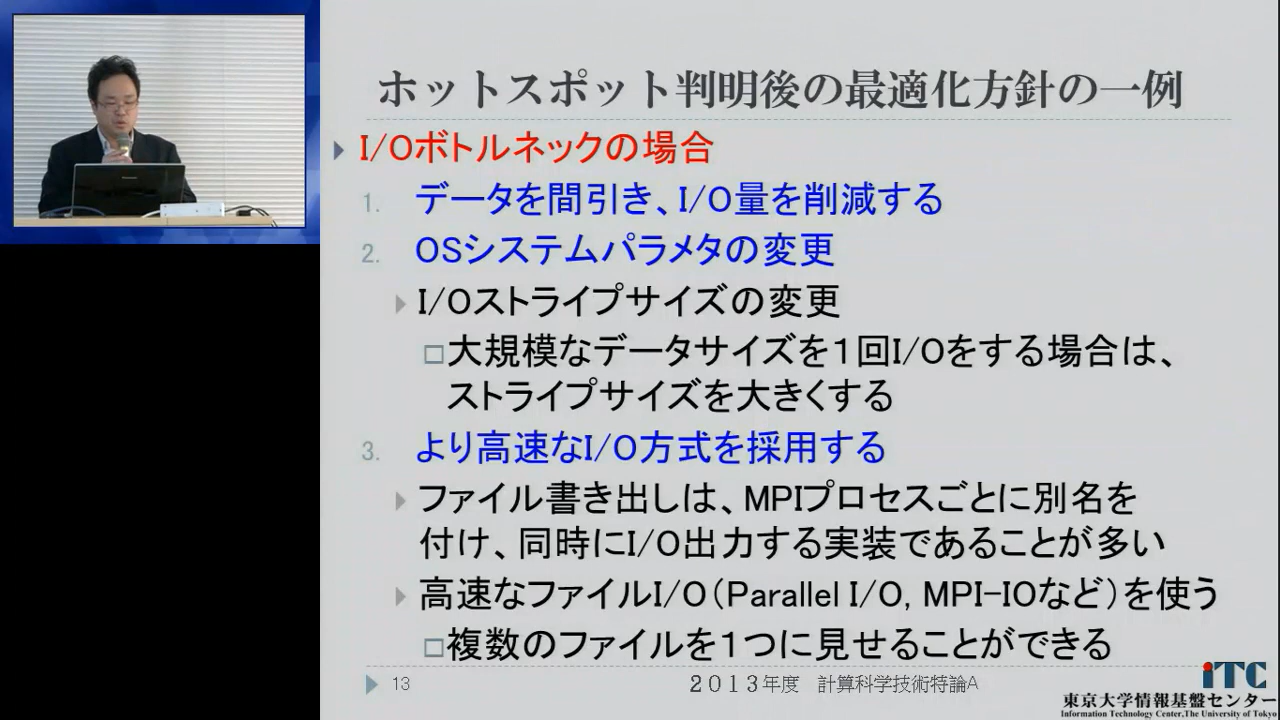 ホットスポット判明後の最適化方針の一例
I/Oボトルネックの場合
1. データを間引き、I/O量を削減する
2. OSシステムパラメタの変更
I/Oストライプサイズの変更
大規模なデータサイズを１回I/Oをする場合は、
ストライプサイズを大きくする
3. より高速なI/O方式を採用する
ファイル書き出しは、MPIプロセスごとに別名を
付け、同時にI/O出力する実装であることが多い
高速なファイルI/O（Parallel I/O, MPI-IOなど）を使う
複数のファイルを１つに見せることができる
13
２０１３年度 計算科学技術特論A
iTC
東京大学情報基盤センター
Information Technology Center,The University of Tokyo